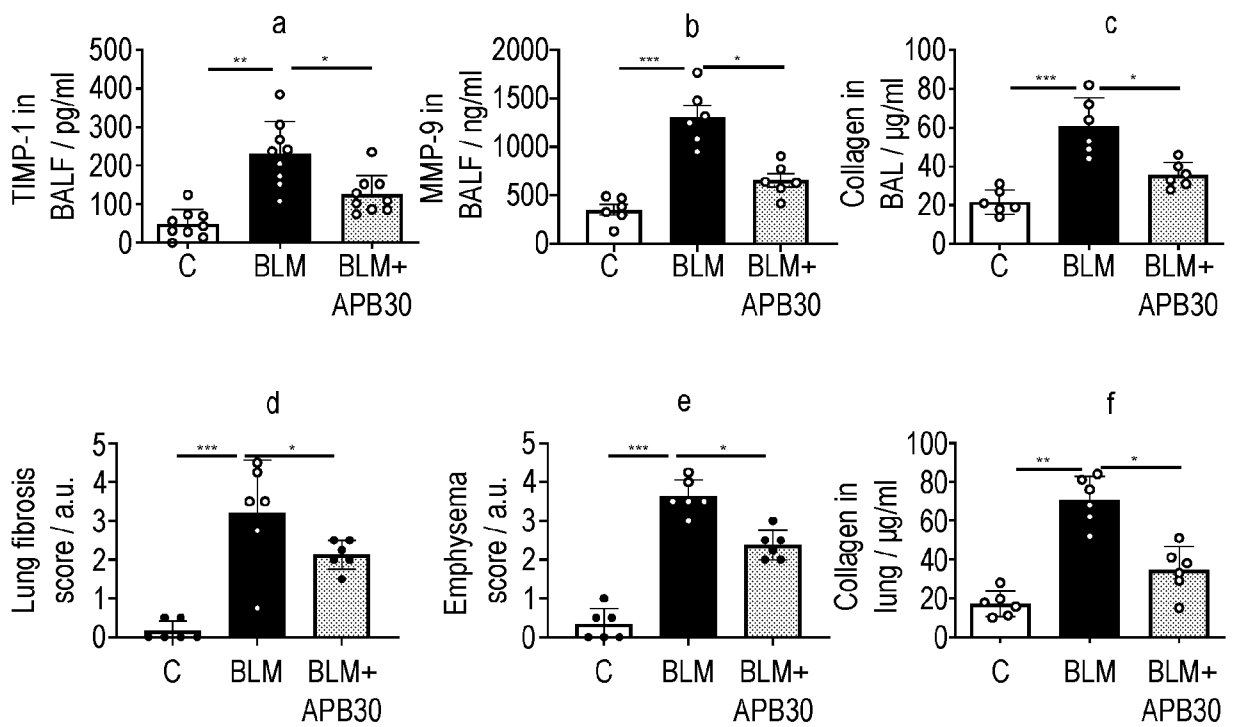 a
TIMP-1 in
BALF / pg/ml
500
400
300
200
100
0
** *
C BLM BLM+
APB30
b
MMP-9 in
BALF / ng/ml
2000
1500
1000
500
0
*** *
C BLM BLM+
APB30
c
Collagen in
BAL / µg/ml
100
80
60
40
20
0
*** *
C BLM BLM+
APB30
d
Lung fibrosis
score / a.u.
5
4
3
2
1
0
*** *
C BLM BLM+
APB30
e
Emphysema
score / a.u.
5
4
3
2
1
0
*** *
C BLM BLM+
APB30
f
Collagen in
lung / µg/ml
100
80
60
40
20
0
** *
C BLM BLM+
APB30